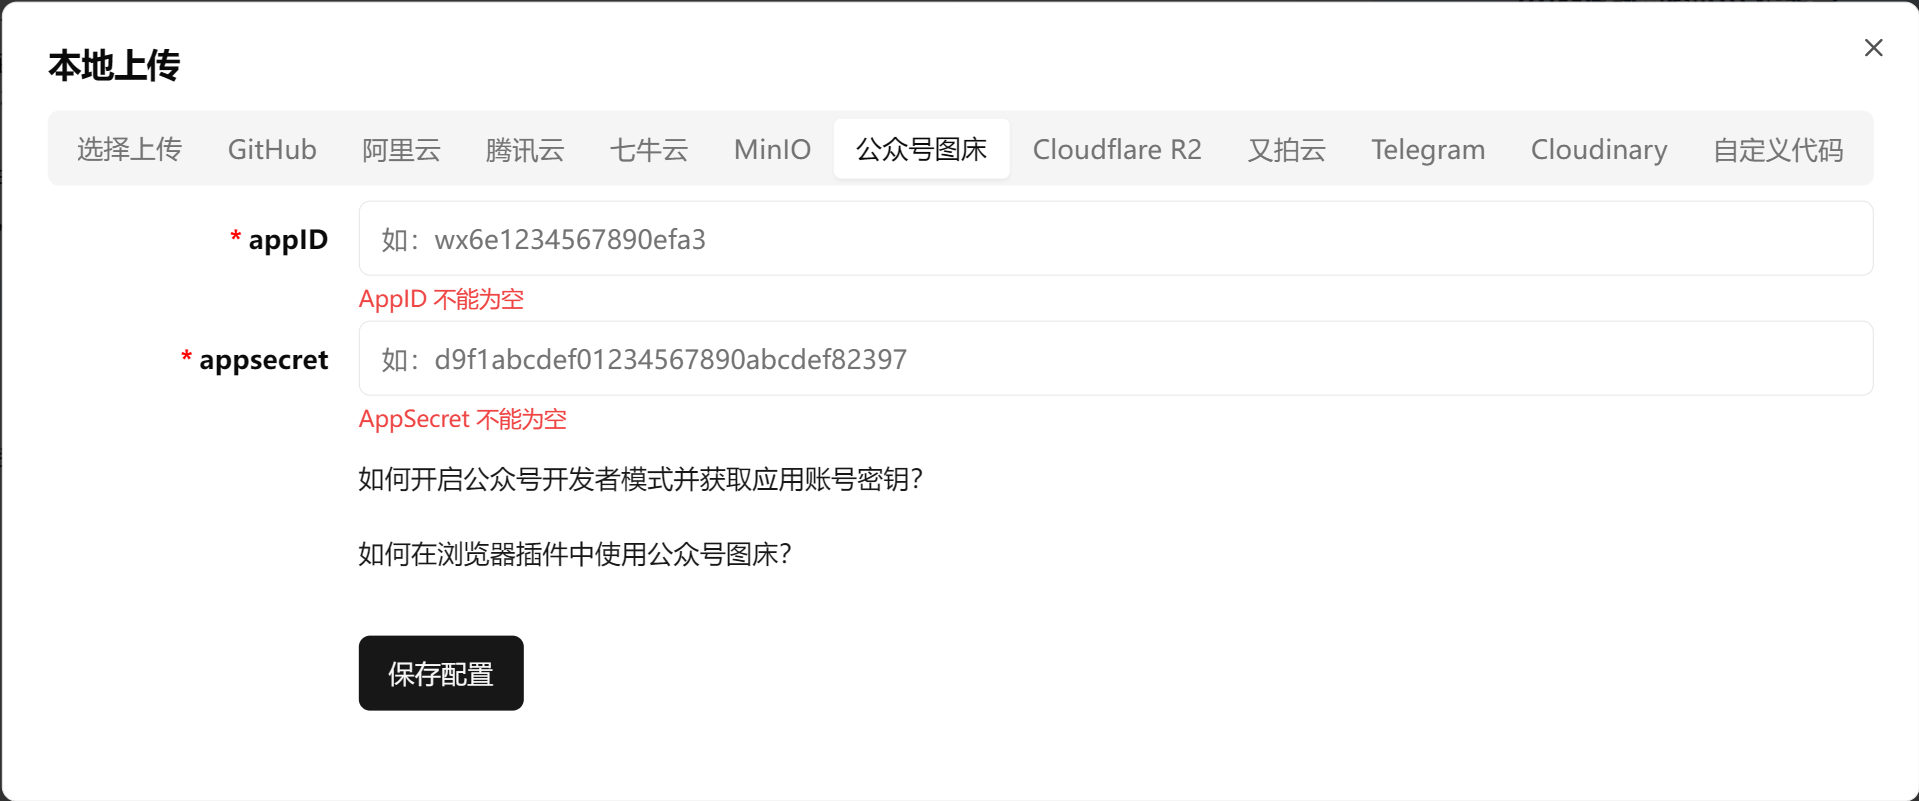 本地上传
选择上传 GitHub 阿里云 腾讯云 七牛云 MinIO 公众号图床 Cloudflare R2 又拍云 Telegram Cloudinary 自定义代码
* appID 如：wx6e1234567890efa3
AppID 不能为空
* appsecret 如：d9f1abcdef01234567890abcdef82397
AppSecret 不能为空
如何开启公众号开发者模式并获取应用账号密钥？
如何在浏览器插件中使用公众号图床？
保存配置